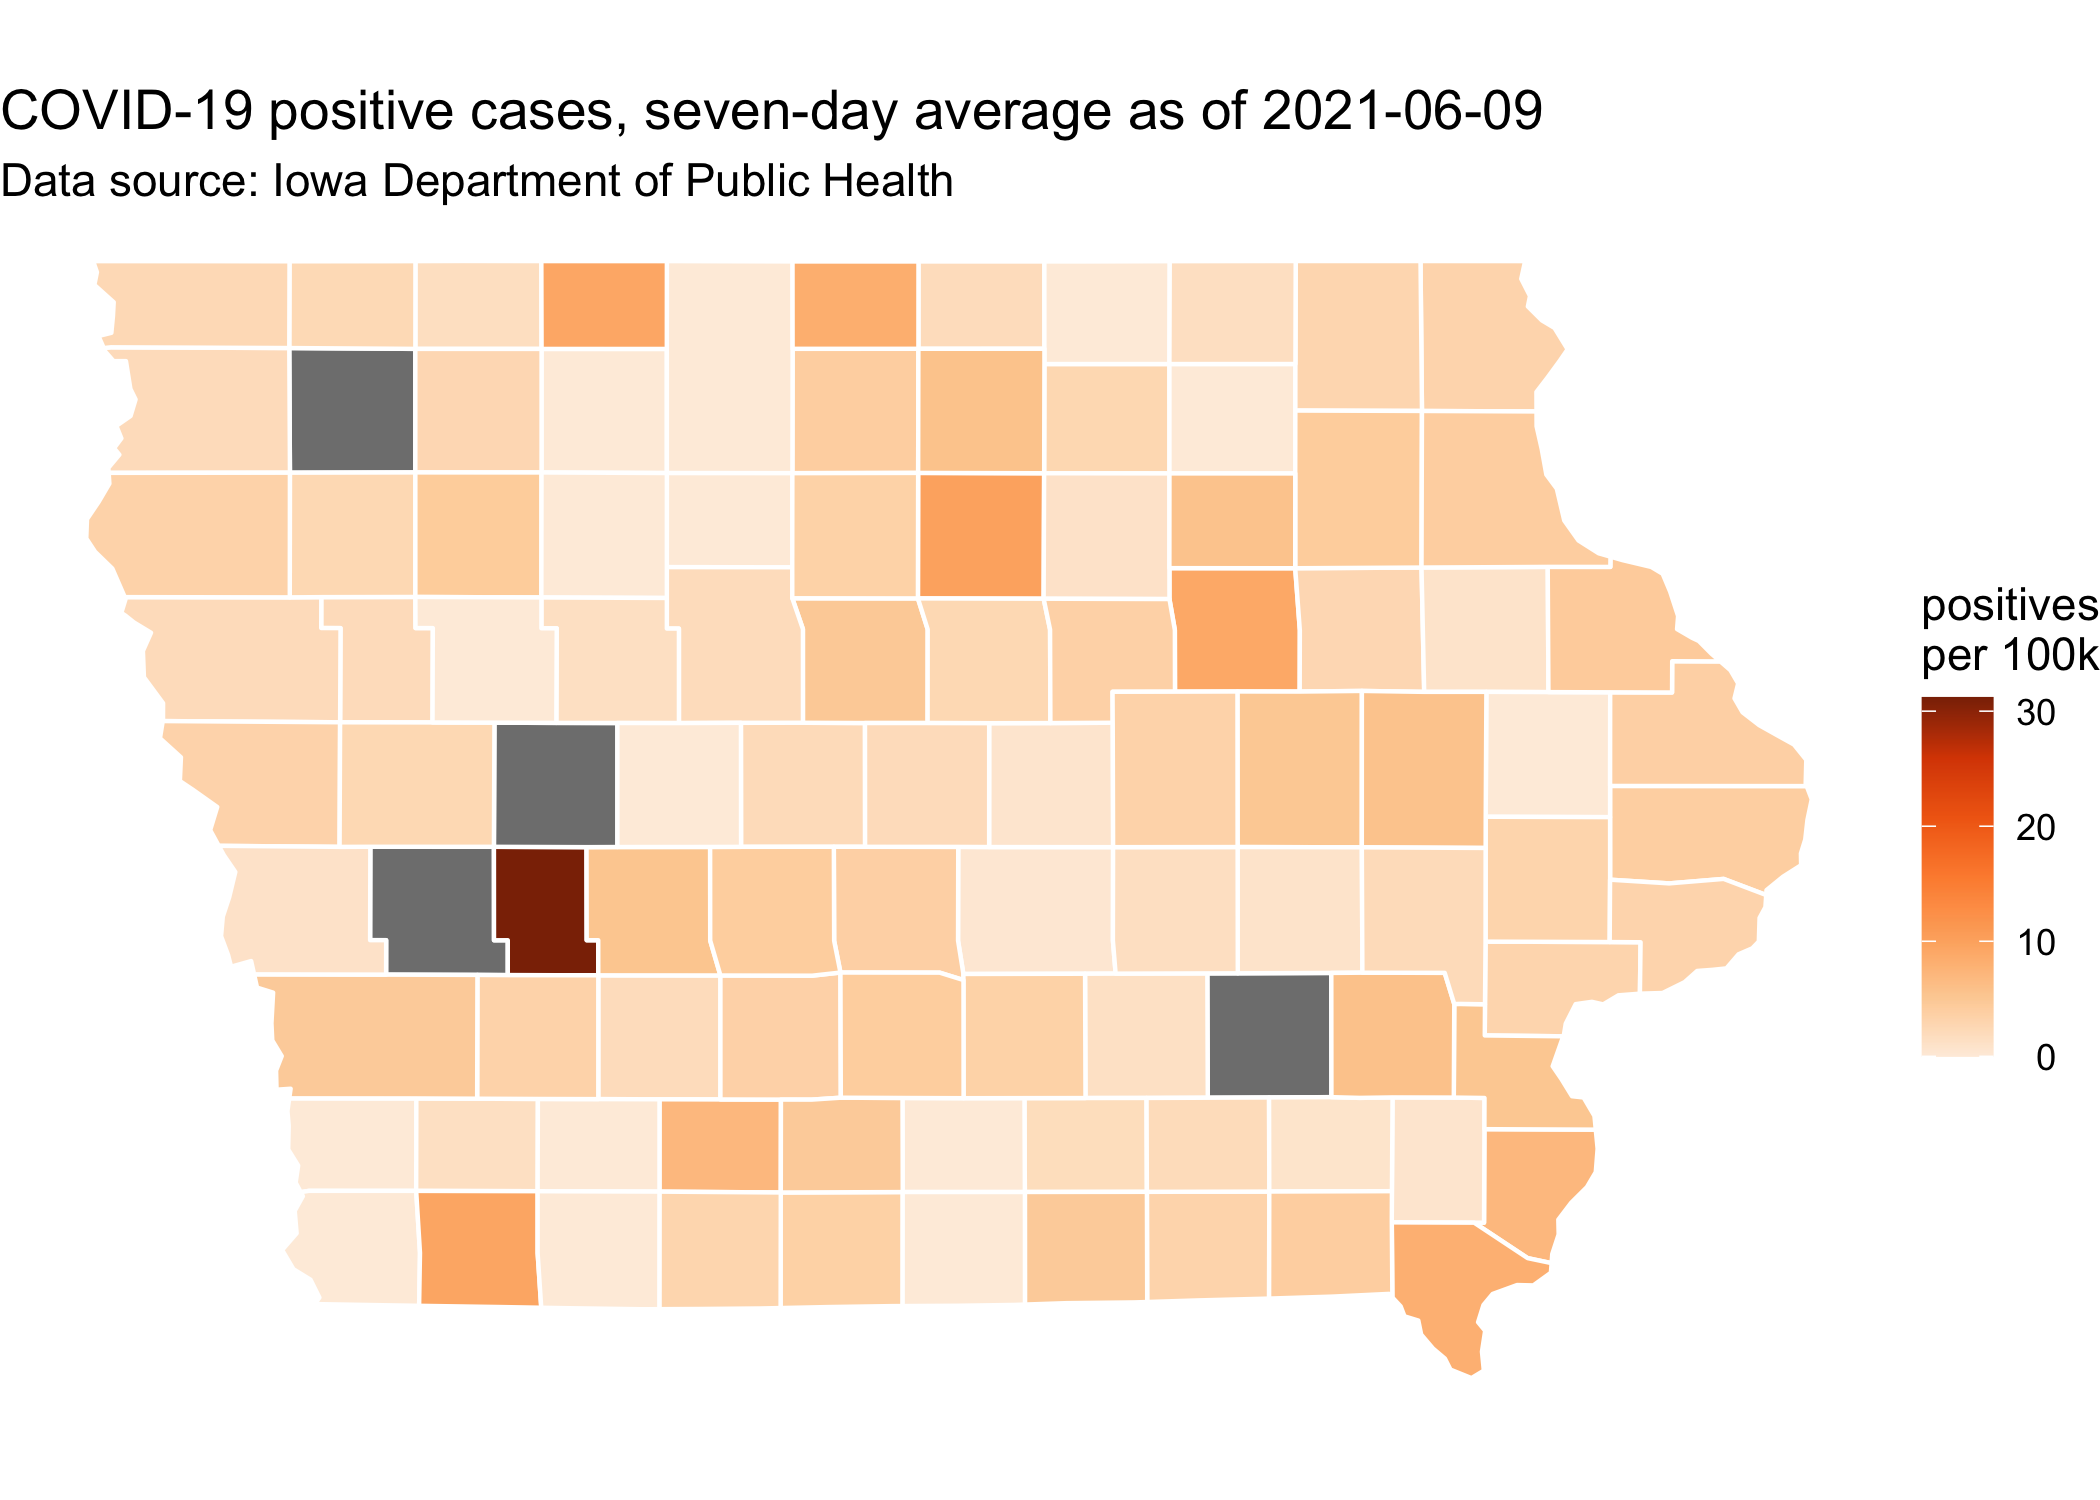 COVID-19 positive cases, seven-day average as of 2021-06-09
Data source: Iowa Department of Public Health
positives
per 100k
30
20
10
0